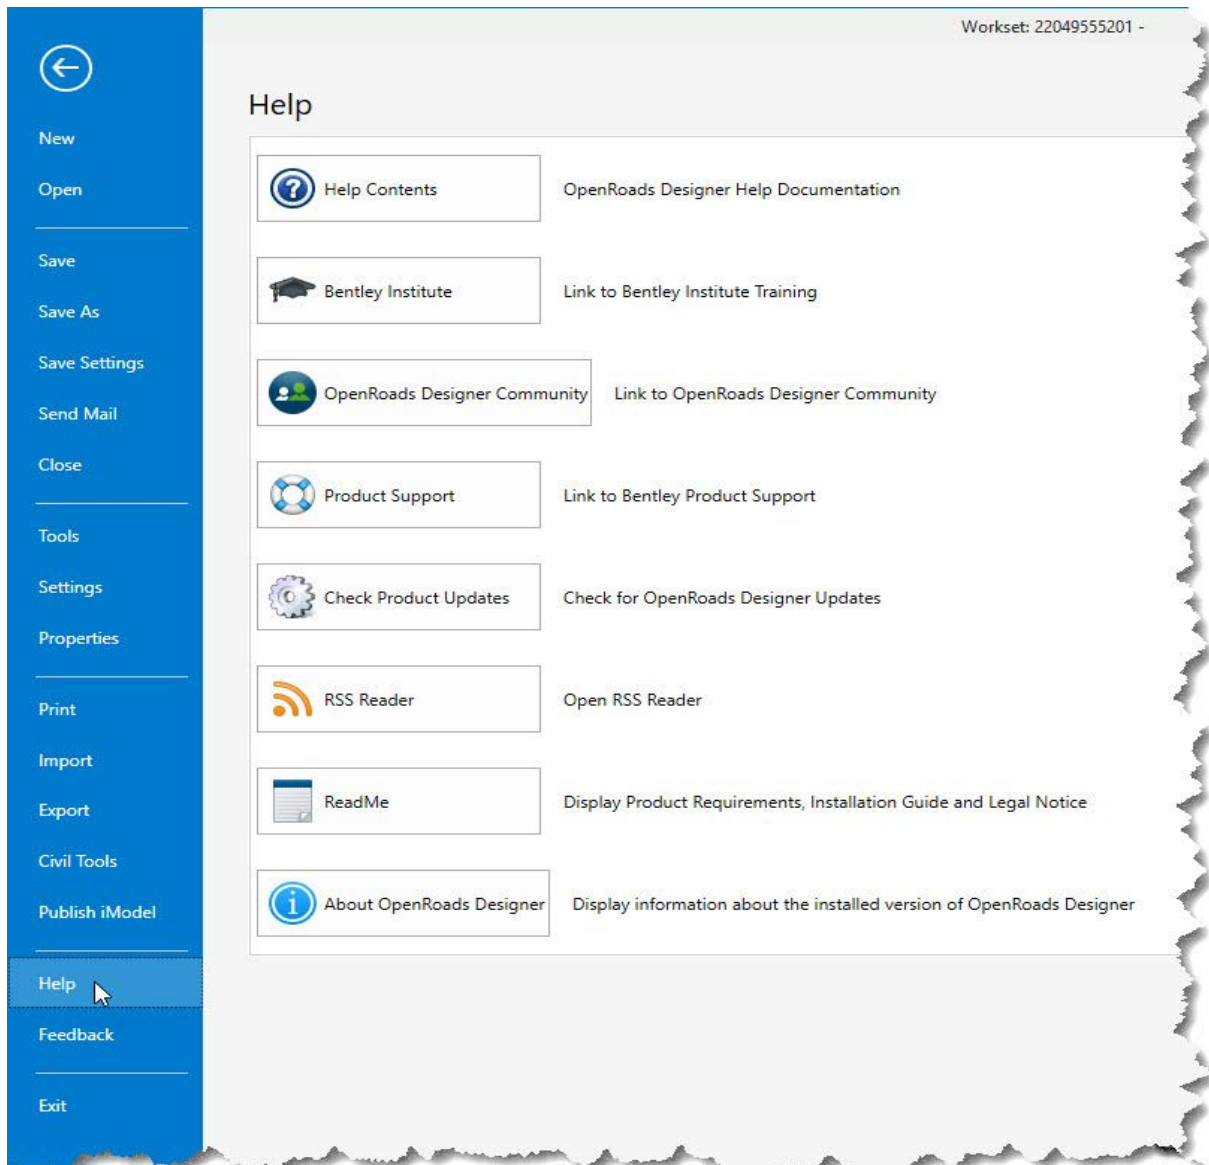 Workset: 22049555201 -
Help
New
Open
Save
Save As
Save Settings
Send Mail
Close
Tools
Settings
Properties
Print
Import
Export
Civil Tools
Publish iModel
Help
Feedback
Exit
Help Contents OpenRoads Designer Help Documentation
Bentley Institute Link to Bentley Institute Training
OpenRoads Designer Community Link to OpenRoads Designer Community
Product Support Link to Bentley Product Support
Check Product Updates Check for OpenRoads Designer Updates
RSS Reader Open RSS Reader
ReadMe Display Product Requirements, Installation Guide and Legal Notice
About OpenRoads Designer Display information about the installed version of OpenRoads Designer